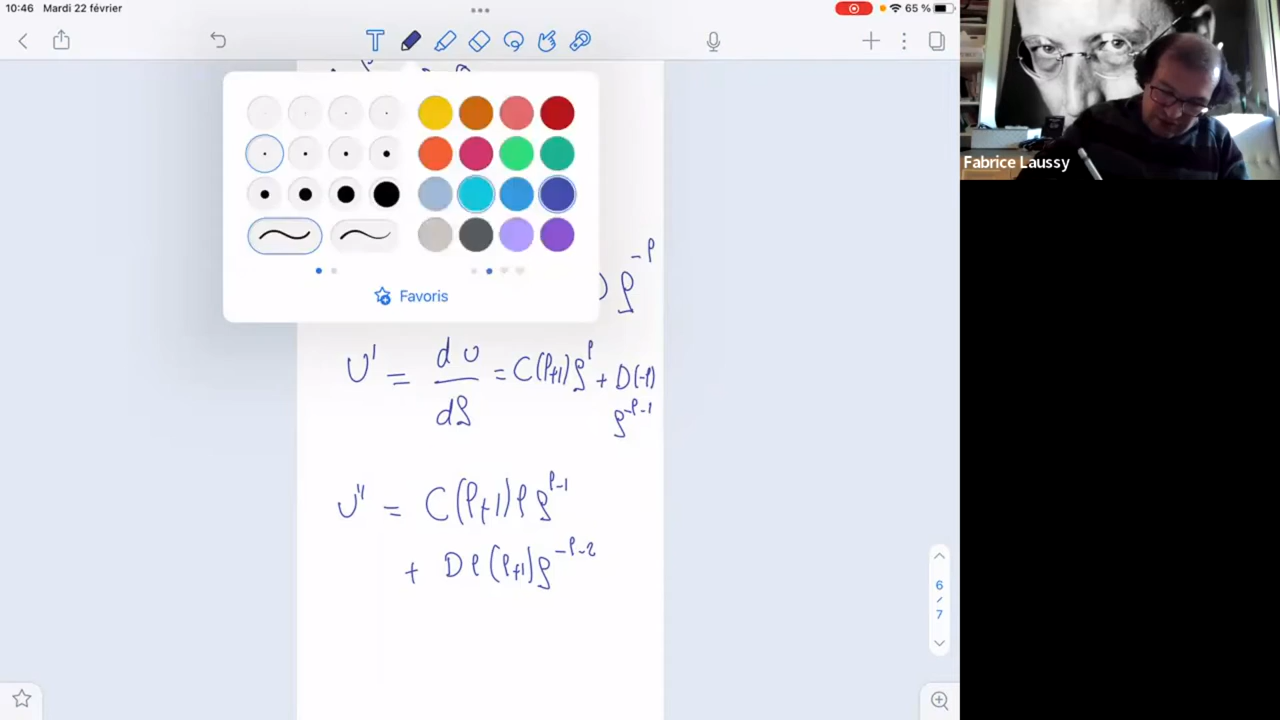 10:46 Mardi 22 février
65 %
T
Fabrice Laussy
Favoris
) ρ^{-ℓ}
U' = dU/dρ = C(ℓ+1)ρ^ℓ + D(-ℓ)
ρ^{-ℓ-1}
U'' = C(ℓ+1)ℓρ^{ℓ-1}
+ Dℓ(ℓ+1)ρ^{-ℓ-2}
6
/
7